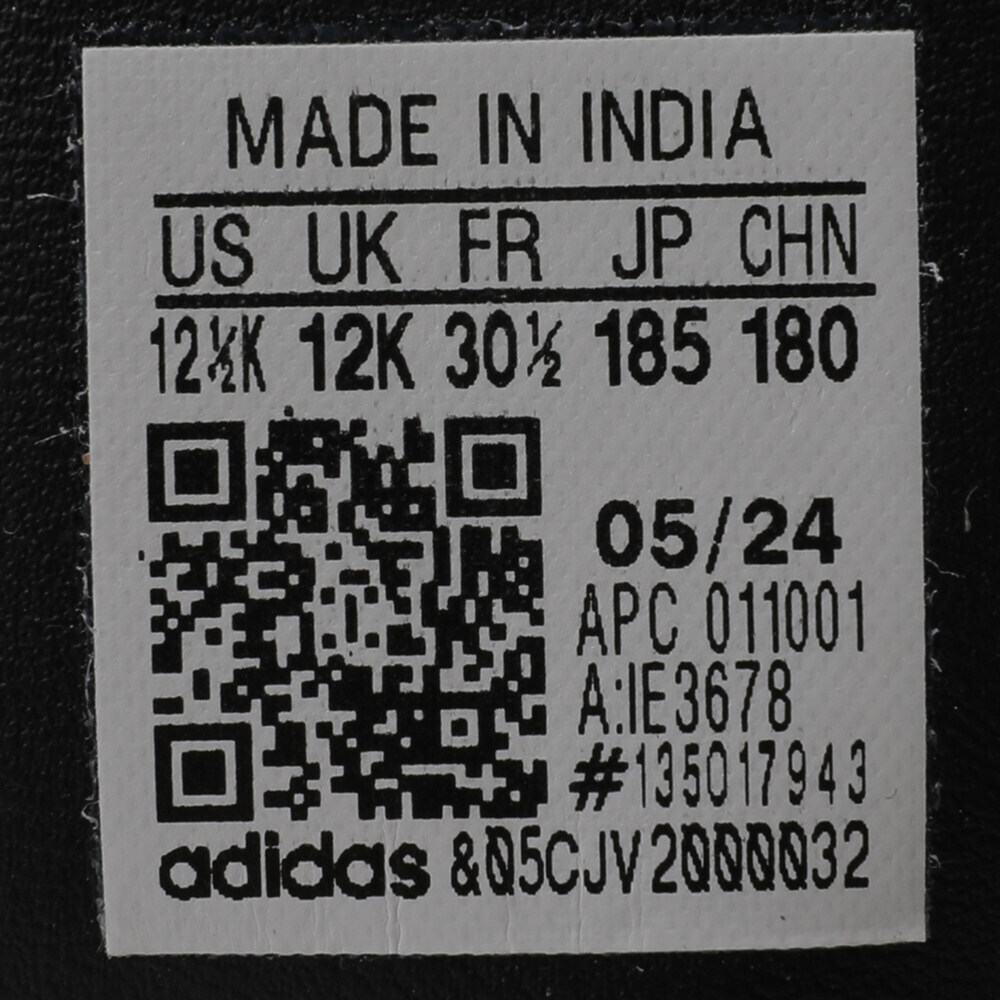 MADE IN INDIA
US UK FR JP CHN
12½K 12K 30½ 185 180
05/24
APC 011001
A:IE3678
#135017943
adidas &05CJV2000032